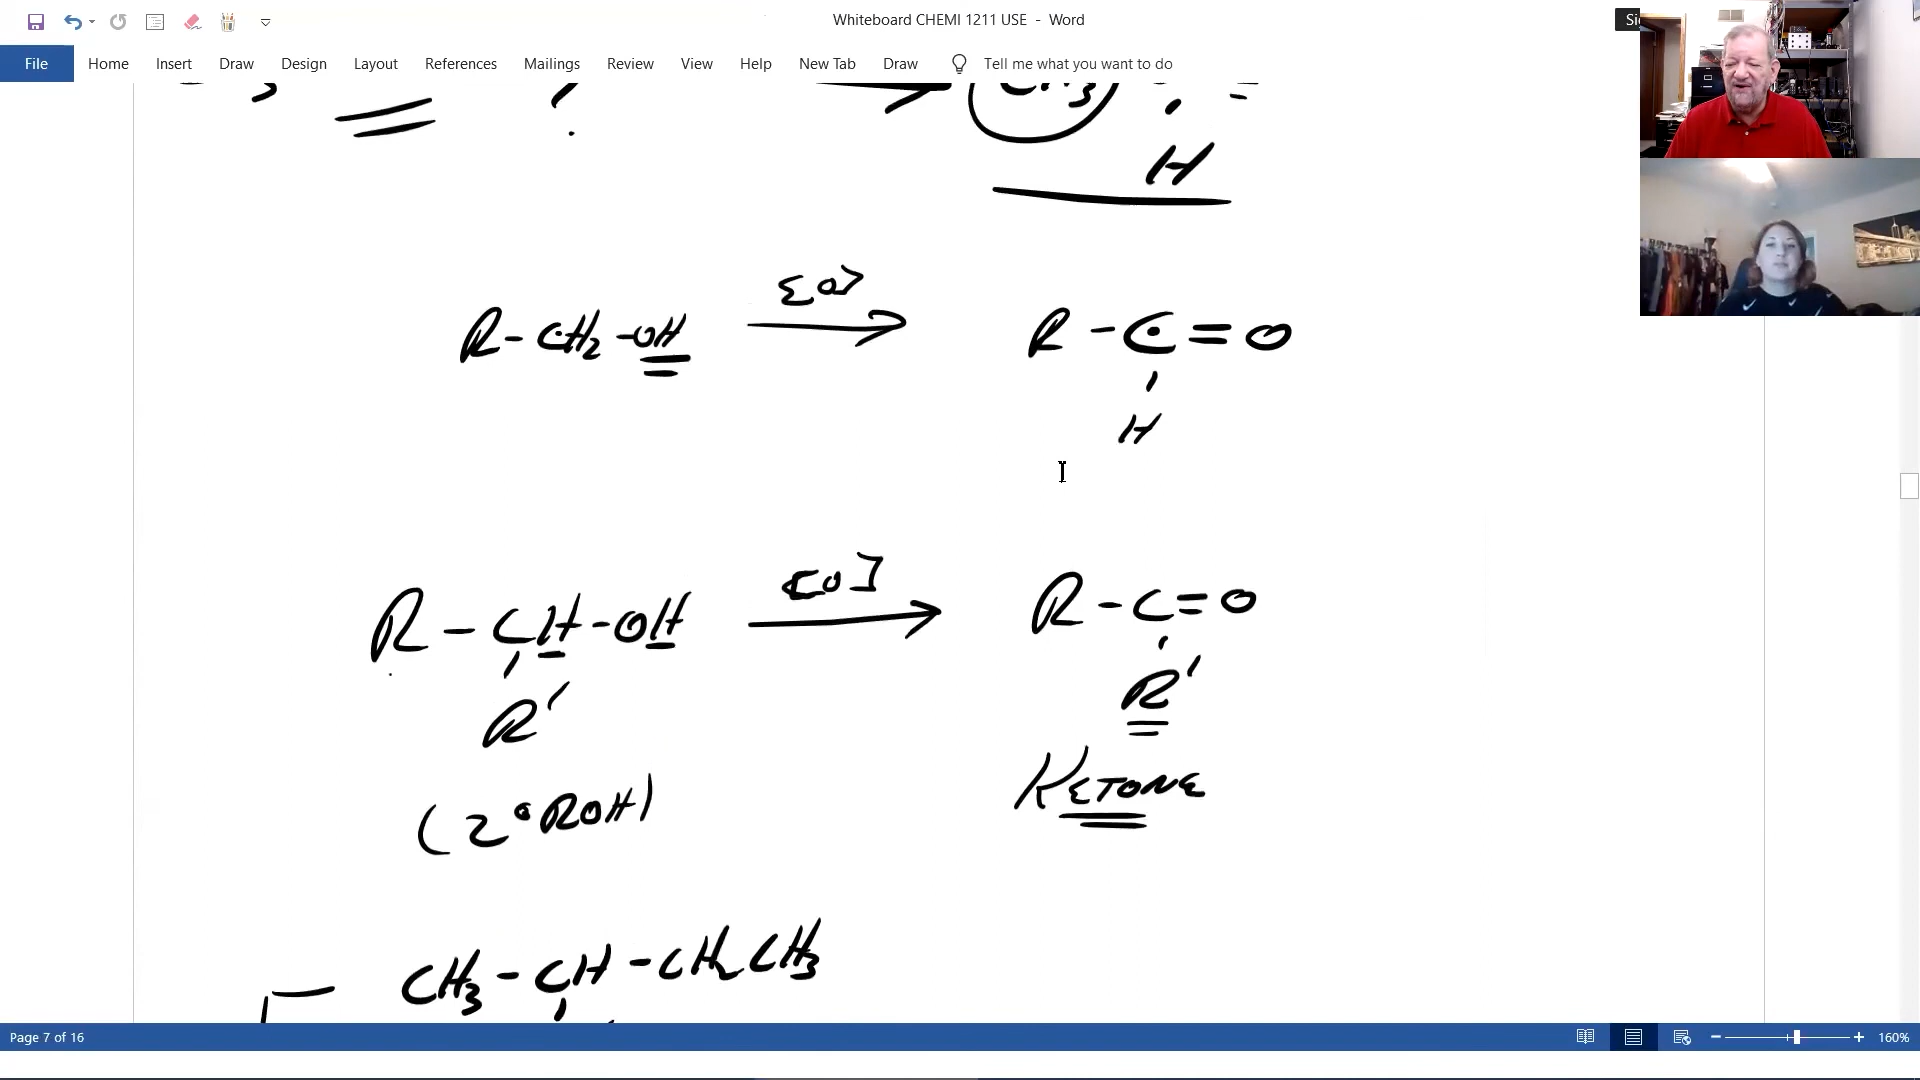 Whiteboard CHEMI 1211 USE - Word
File Home Insert Draw Design Layout References Mailings Review View Help New Tab Draw Tell me what you want to do
CH3
H
R-CH2-OH [O] R-C=O
H
R-CH-OH [O] R-C=O
R' R'
(2°ROH) KETONE
CH3-CH-CH2CH3
Page 7 of 16 160%